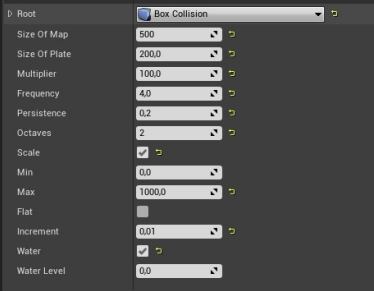 Root Box Collision
Size Of Map 500
Size Of Plate 200,0
Multiplier 100,0
Frequency 4,0
Persistence 0,2
Octaves 2
Scale
Min 0,0
Max 1000,0
Flat
Increment 0,01
Water
Water Level 0,0